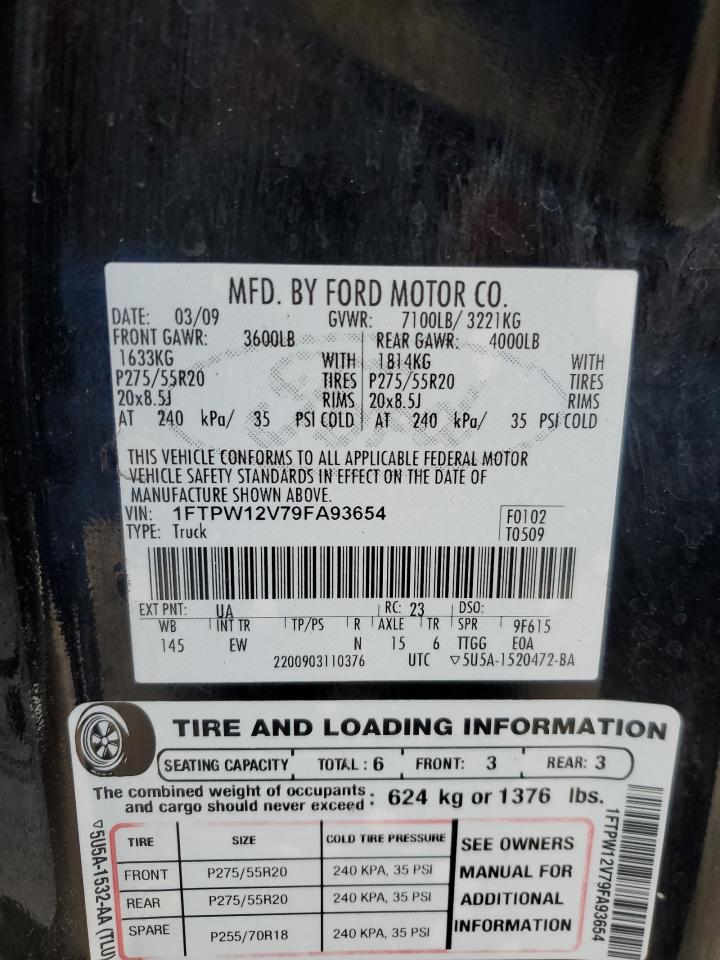 MFD. BY FORD MOTOR CO.
DATE: 03/09 GVWR: 7100LB/ 3221KG
FRONT GAWR: 3600LB REAR GAWR: 4000LB
1633KG WITH 1814KG WITH
P275/55R20 TIRES P275/55R20 TIRES
20x8.5J RIMS 20x8.5J RIMS
AT 240 kPa/ 35 PSI COLD AT 240 kPa/ 35 PSI COLD
THIS VEHICLE CONFORMS TO ALL APPLICABLE FEDERAL MOTOR
VEHICLE SAFETY STANDARDS IN EFFECT ON THE DATE OF
MANUFACTURE SHOWN ABOVE.
VIN: 1FTPW12V79FA93654 F0102
TYPE: Truck T0509
EXT PNT: UA RC: 23 DSO:
WB INT TR TP/PS R AXLE TR SPR 9F615
145 EW N 15 6 TTGG E0A
2200903110376 UTC ▽5U5A-1520472-BA
TIRE AND LOADING INFORMATION
SEATING CAPACITY TOTAL: 6 FRONT: 3 REAR: 3
The combined weight of occupants
and cargo should never exceed : 624 kg or 1376 lbs.
TIRE SIZE COLD TIRE PRESSURE
FRONT P275/55R20 240 KPA, 35 PSI
REAR P275/55R20 240 KPA, 35 PSI
SPARE P255/70R18 240 KPA, 35 PSI
SEE OWNERS
MANUAL FOR
ADDITIONAL
INFORMATION
▽5U5A-1532-AA (TLU)
1FTPW12V79FA93654